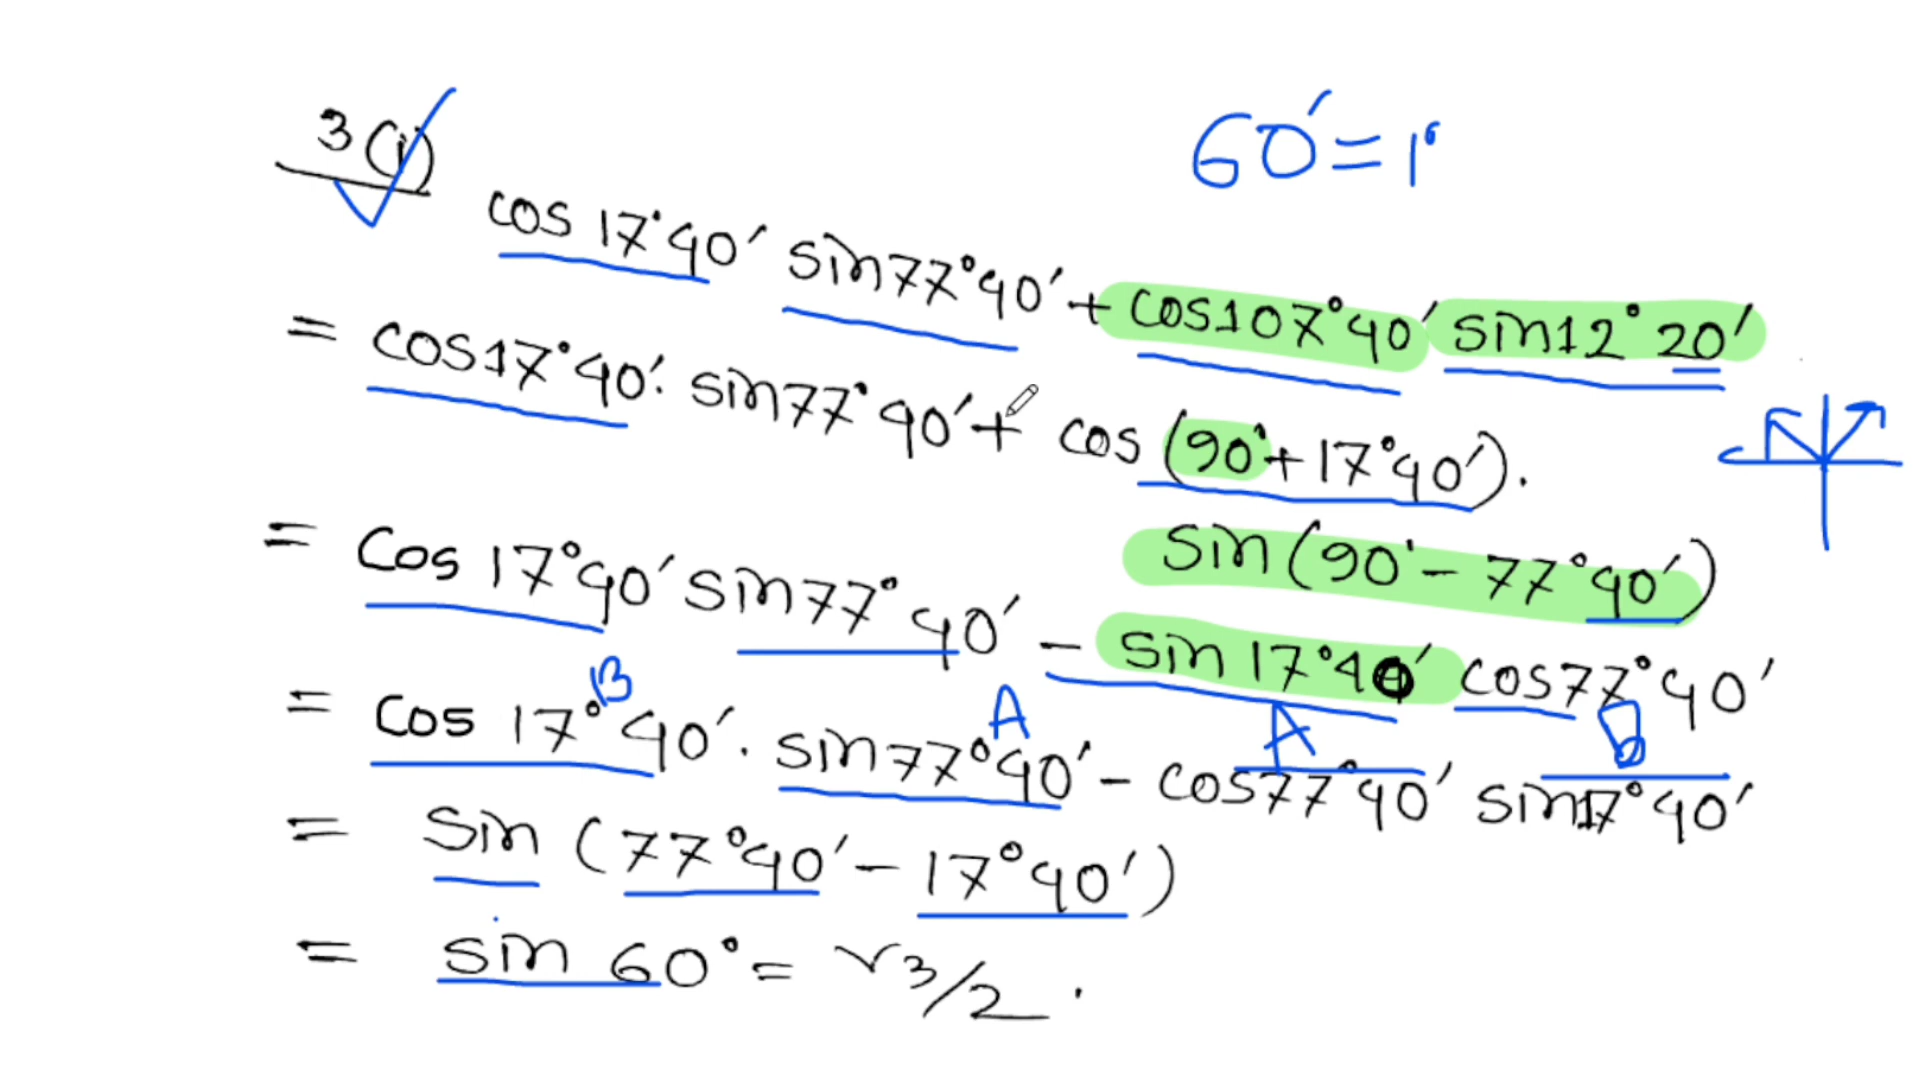 3(i)
60′ = 1°
cos 17°40′ sin77°40′ + cos107°40′ sin12°20′
= cos17°40′. sin77°40′ + cos (90°+17°40′).
sin (90° - 77°40′)
= Cos 17°40′ sin77°40′ - sin 17°40′ cos77°40′
B A A B
= cos 17°40′. sin77°40′ - cos77°40′ sin17°40′
= sin (77°40′ - 17°40′)
= sin 60° = √3/2.